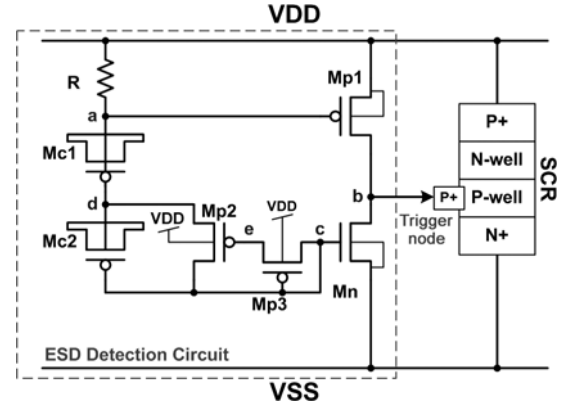 VDD
R
Mp1
a
Mc1
P+
N-well
P+
P-well
N+
SCR
d
VDD
Mp2
VDD
b
Trigger
node
Mc2
e
c
Mp3
Mn
ESD Detection Circuit
VSS